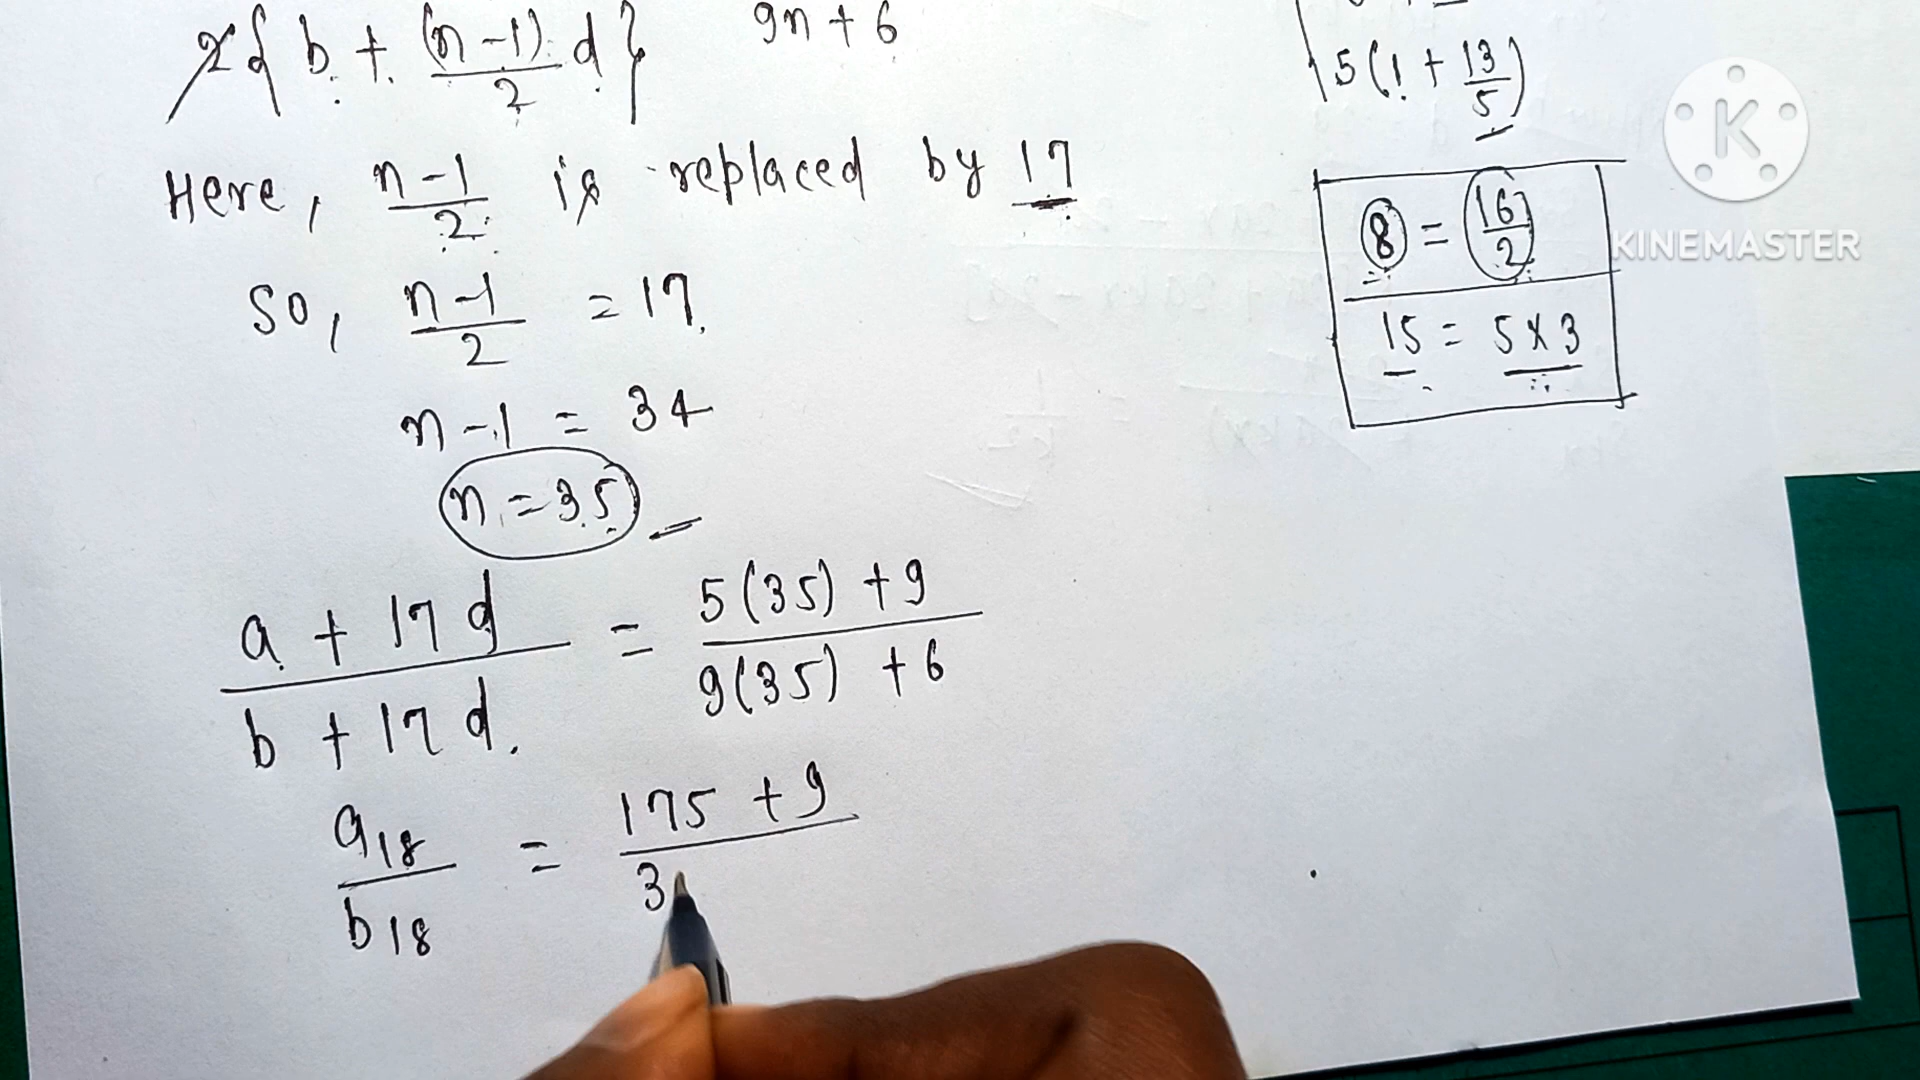 2{ b + (n-1)/2 d} 9n + 6
Here, n-1/2 is replaced by 17
So, n-1/2 = 17
n-1 = 34
n = 35
a + 17d / b + 17d. = 5(35) + 9 / 9(35) + 6
a18/b18 = 175 + 9 / 3
5(1 + 13/5)
8 = 16/2
15 = 5x3
K
KINEMASTER